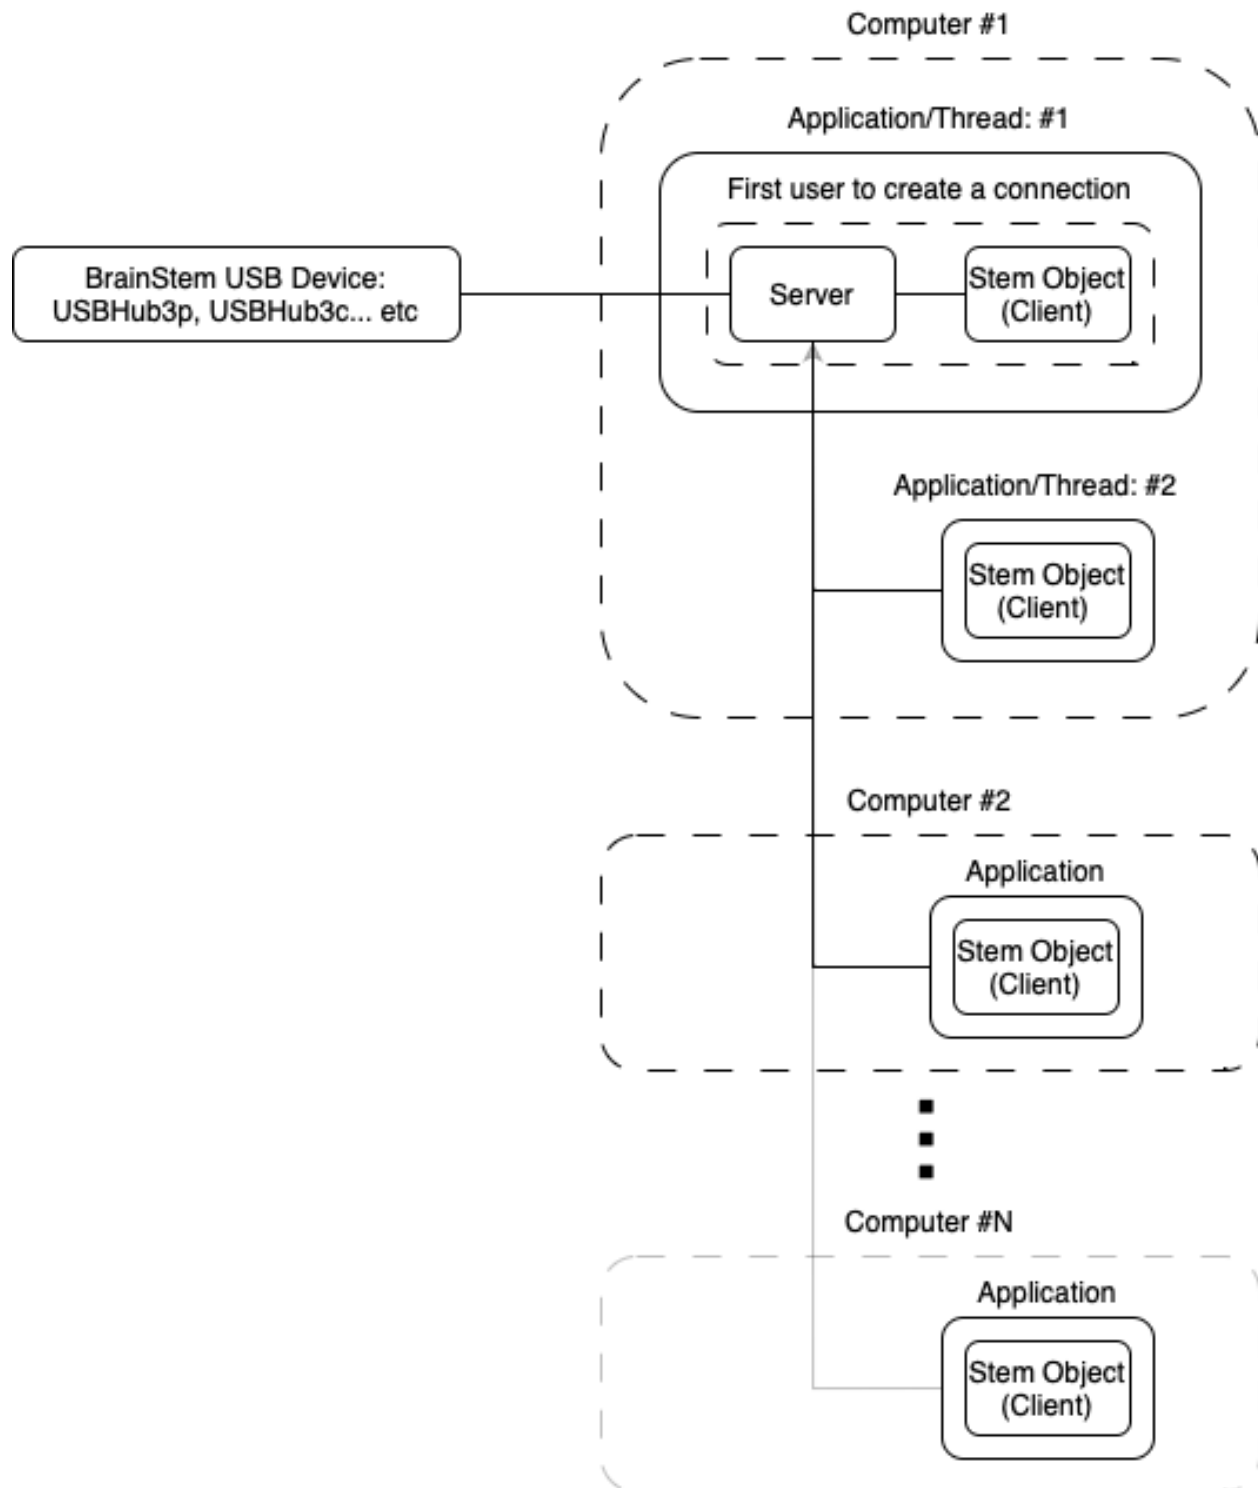 Computer #1
Application/Thread: #1
First user to create a connection
BrainStem USB Device:
USBHub3p, USBHub3c... etc
Server
Stem Object
(Client)
Application/Thread: #2
Stem Object
(Client)
Computer #2
Application
Stem Object
(Client)
Computer #N
Application
Stem Object
(Client)